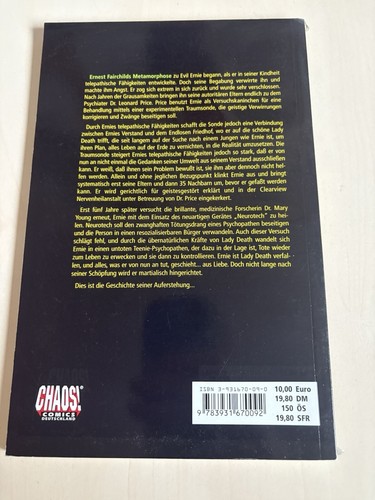 Ernest Fairchilds Metamorphose zu Evil Ernie begann, als er in seiner Kindheit
telepathische Fähigkeiten entwickelte. Doch seine Begabung verwirrte ihn und
machte ihm Angst. Er zog sich extrem in sich zurück und wurde sehr verschlossen.
Nach Jahren der Grausamkeiten bringen ihn seine autoritären Eltern endlich zu dem
Psychiater Dr. Leonard Price. Price benutzt Ernie als Versuchskaninchen für eine
Behandlung mittels einer experimentellen Traumsonde, die geistige Verwirrungen
korrigieren und Zwänge beseitigen soll.
Durch Ernies telepathische Fähigkeiten schafft die Sonde jedoch eine Verbindung
zwischen Ernies Verstand und dem Endlosen Friedhof, wo er auf die schöne Lady
Death trifft, die seit langem auf der Suche nach einem Jungen wie Ernie ist, um
ihren Plan, alles Leben auf der Erde zu vernichten, in die Realität umzusetzen. Die
Traumsonde steigert Ernies telepathische Fähigkeiten jedoch so stark, daß er von
nun an nicht einmal die Gedanken seiner Umwelt aus seinem Verstand ausschließen
kann. Er weiß, daß ihnen sein Problem bewußt ist, sie ihm aber dennoch nicht hel-
fen werden. Allein und ohne jeglichen Bezugspunkt klinkt Ernie aus und bringt
systematisch erst seine Eltern und dann 35 Nachbarn um, bevor er gefaßt werden
kann. Er wird gerichtlich für geistesgestört erklärt und in der Clearview
Nervenheilanstalt unter Betreuung von Dr. Price eingekerkert.
Erst fünf Jahre später versucht die brillante, medizinische Forscherin Dr. Mary
Young erneut, Ernie mit dem Einsatz des neuartigen Gerätes „Neurotech" zu hei-
len. Neurotech soll den zwanghaften Tötungsdrang eines Psychopathen beseitigen
und die Person in einen resozialisierbaren Bürger verwandeln. Auch dieser Versuch
schlägt fehl, und durch die übernatürlichen Kräfte von Lady Death wandelt sich
Ernie in einen untoten Teenie-Psychopathen, der dazu in der Lage ist, Tote wieder
zum Leben zu erwecken und sie dann zu kontrollieren. Ernie ist Lady Death verfal-
len, und alles, was er von nun an tut, geschieht... aus Liebe. Doch nicht lange nach
seiner Schöpfung wird er martialisch hingerichtet.
Dies ist die Geschichte seiner Auferstehung...
CHAOS!
COMICS
DEUTSCHLAND
ISBN 3-931670-09-0
9 783931 670092
10,00 Euro
19,80 DM
150 ÖS
19,80 SFR